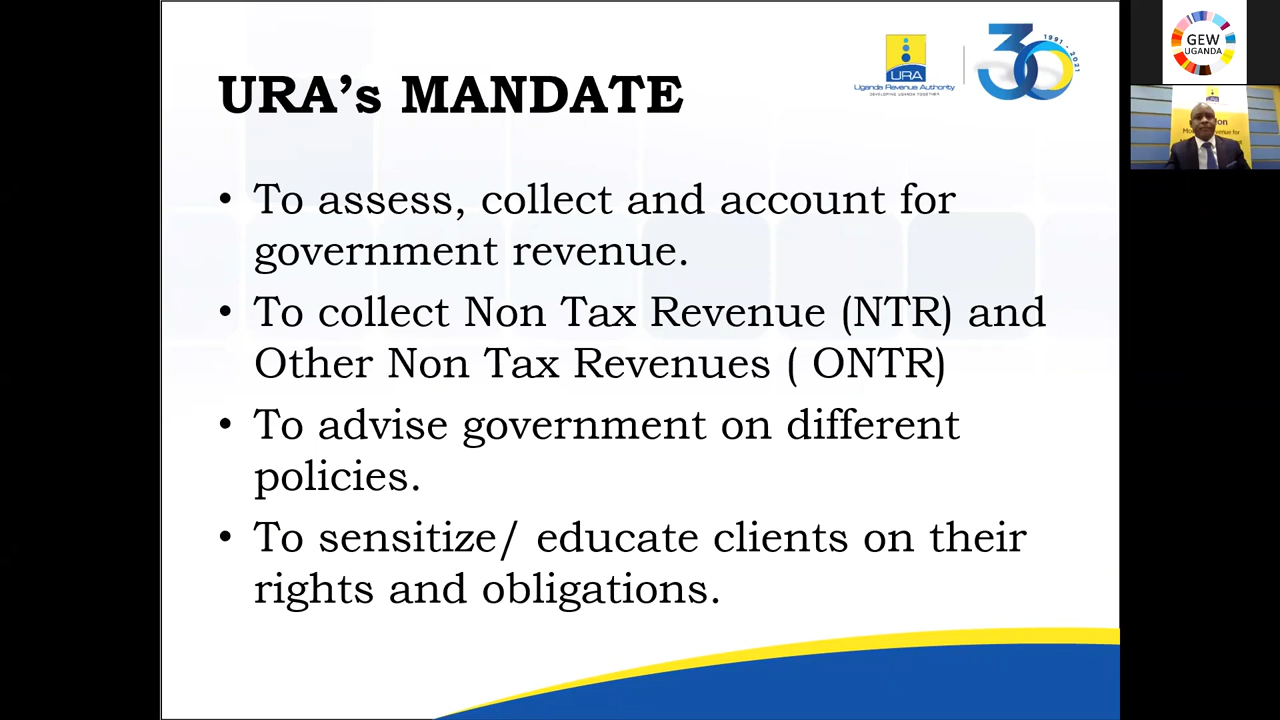 URA's MANDATE
URA
Uganda Revenue Authority
DEVELOPING UGANDA TOGETHER
30
1991 - 2021
• To assess, collect and account for
government revenue.
• To collect Non Tax Revenue (NTR) and
Other Non Tax Revenues ( ONTR)
• To advise government on different
policies.
• To sensitize/ educate clients on their
rights and obligations.
GEW
UGANDA